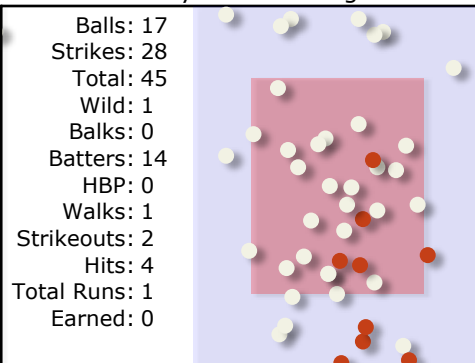 Balls: 17
Strikes: 28
Total: 45
Wild: 1
Balks: 0
Batters: 14
HBP: 0
Walks: 1
Strikeouts: 2
Hits: 4
Total Runs: 1
Earned: 0